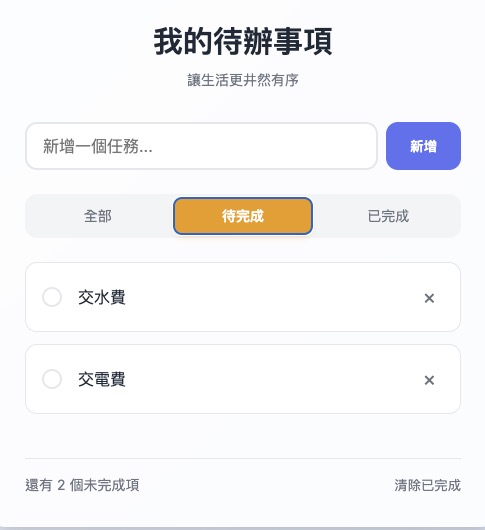 我的待辦事項
讓生活更井然有序
新增一個任務...
新增
全部
待完成
已完成
交水費
×
交電費
×
還有 2 個未完成項
清除已完成